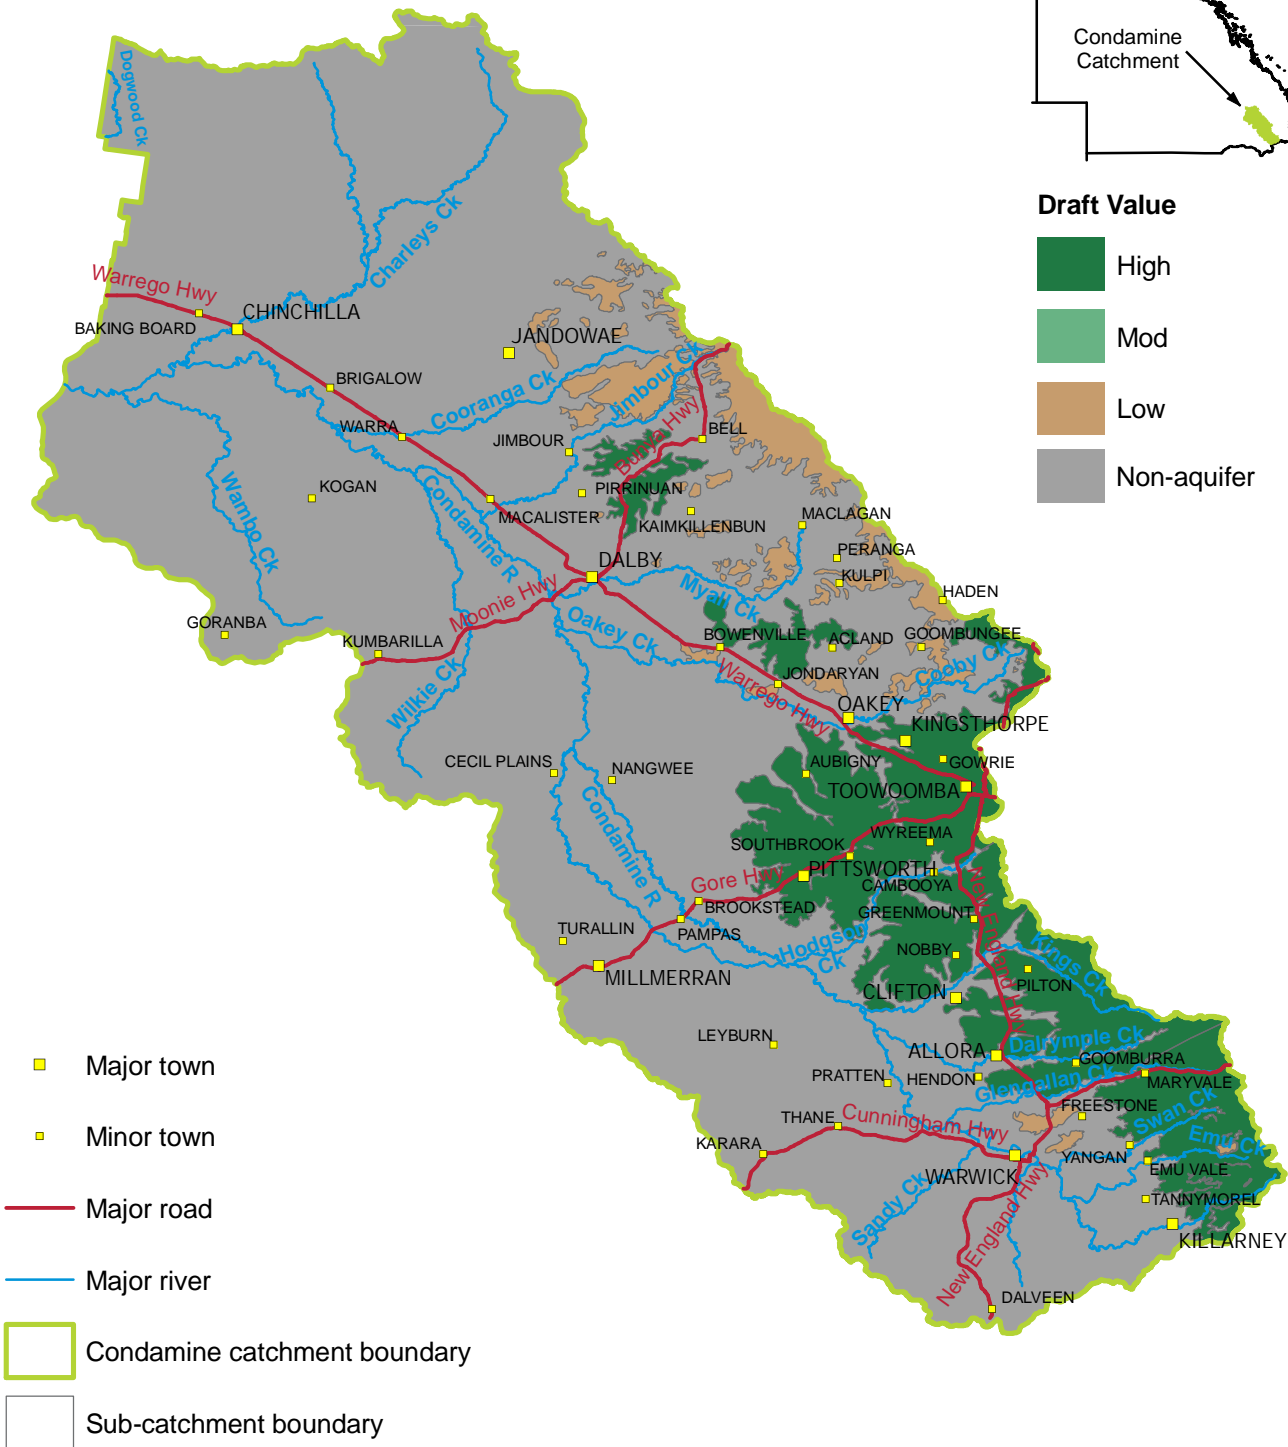 Condamine
Catchment
Draft Value
High
Mod
Low
Non-aquifer
Dogwood Ck
Charleys Ck
Warrego Hwy
CHINCHILLA
BAKING BOARD
JANDOWAE
BRIGALOW
Cooranga Ck
Jimbour Ck
WARRA
JIMBOUR
Bunya Hwy
BELL
KOGAN
Wambo Ck
Condamine R
PIRRINUAN
MACALISTER
KAIMKILLENBUN
MACLAGAN
DALBY
PERANGA
KULPI
Moonie Hwy
Myall Ck
HADEN
GORANBA
KUMBARILLA
Oakey Ck
BOWENVILLE
ACLAND
GOOMBUNGEE
Cooby Ck
Wilkie Ck
Warrego Hwy
JONDARYAN
OAKEY
KINGSTHORPE
CECIL PLAINS
NANGWEE
AUBIGNY
GOWRIE
TOOWOOMBA
Condamine R
WYREEMA
SOUTHBROOK
PITTSWORTH
Gore Hwy
CAMBOOYA
BROOKSTEAD
GREENMOUNT
New England Hwy
TURALLIN
PAMPAS
Hodgson
Ck
NOBBY
Kings Ck
MILLMERRAN
CLIFTON
PILTON
LEYBURN
ALLORA
Dalrymple Ck
GOOMBURRA
PRATTEN
HENDON
Glengallan Ck
MARYVALE
THANE
Cunningham Hwy
FREESTONE
Swan Ck
KARARA
Emu Ck
YANGAN
EMU VALE
WARWICK
Sandy Ck
TANNYMOREL
New England Hwy
KILLARNEY
DALVEEN
Major town
Minor town
Major road
Major river
Condamine catchment boundary
Sub-catchment boundary